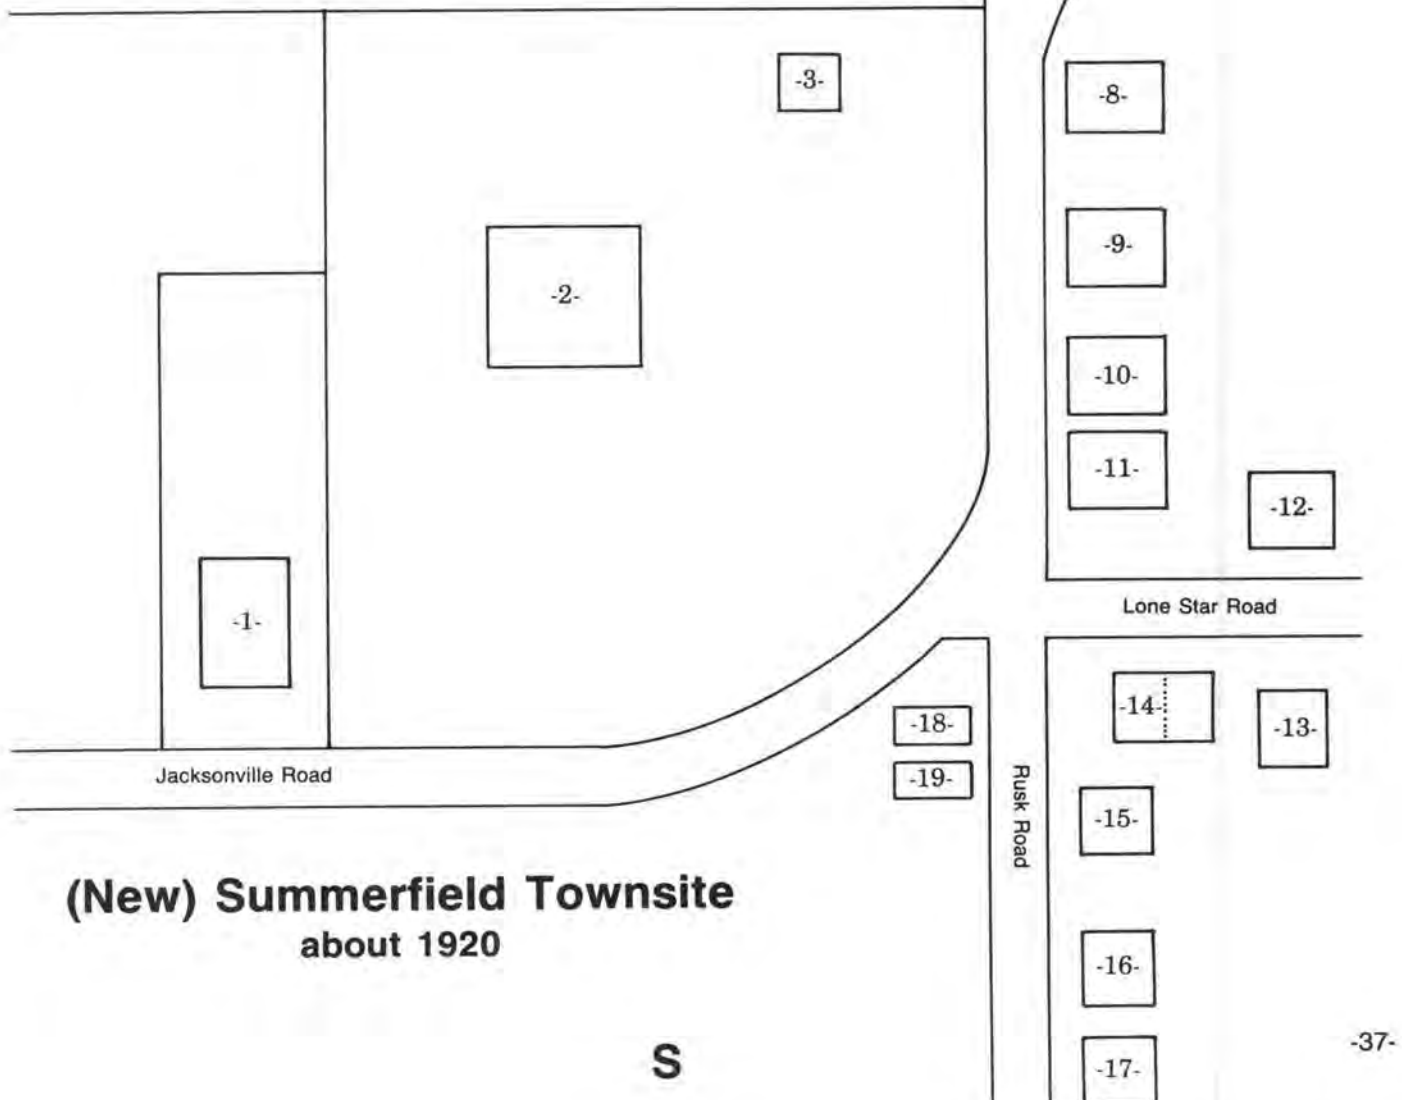 -3-
-8-
-9-
-2-
-10-
-11-
-12-
-1-
Lone Star Road
-14-
-13-
-18-
-19-
Jacksonville Road
Rusk Road
-15-
(New) Summerfield Townsite
about 1920
-16-
-37-
S
-17-